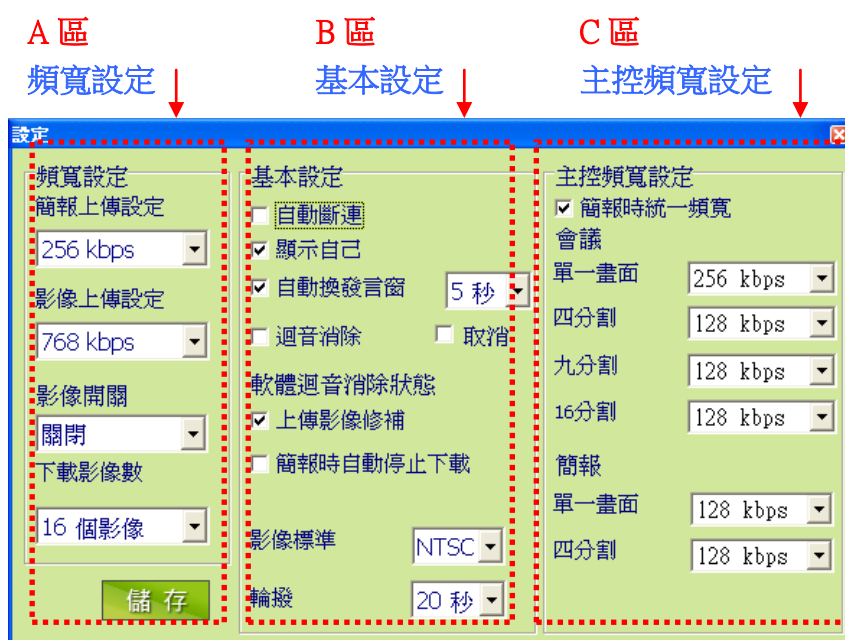 A 區
頻寬設定
B 區
基本設定
C 區
主控頻寬設定
設定
頻寬設定
簡報上傳設定
256 kbps
影像上傳設定
768 kbps
影像開關
關閉
下載影像數
16 個影像
儲 存
基本設定
自動斷連
顯示自己
自動換發言窗 5 秒
迴音消除 取消
軟體迴音消除狀態
上傳影像修補
簡報時自動停止下載
影像標準 NTSC
輪撥 20 秒
主控頻寬設定
簡報時統一頻寬
會議
單一畫面 256 kbps
四分割 128 kbps
九分割 128 kbps
16分割 128 kbps
簡報
單一畫面 128 kbps
四分割 128 kbps